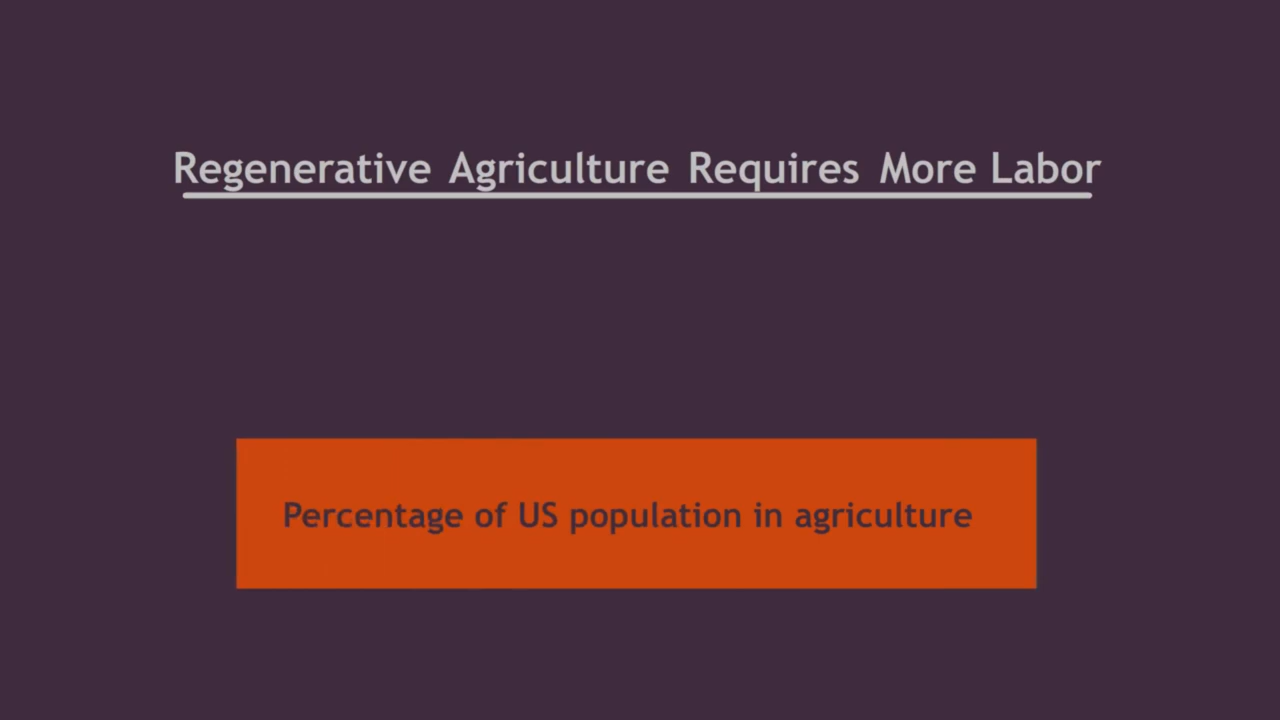 Regenerative Agriculture Requires More Labor
Percentage of US population in agriculture